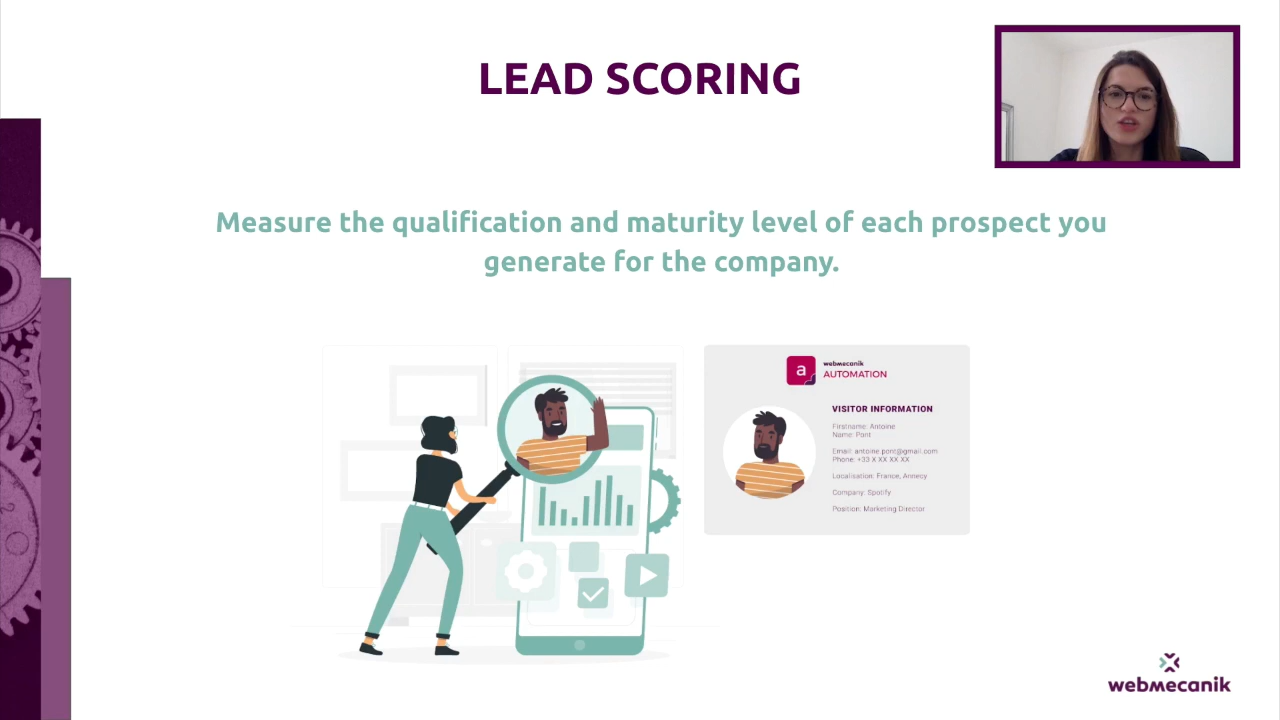 LEAD SCORING
Measure the qualification and maturity level of each prospect you
generate for the company.
a
webmecanik
AUTOMATION
VISITOR INFORMATION
Firstname: Antoine
Name: Pont
Email: antoine.pont@gmail.com
Phone: +33 X XX XX XX
Localisation: France, Annecy
Company: Spotify
Position: Marketing Director
webmecanik